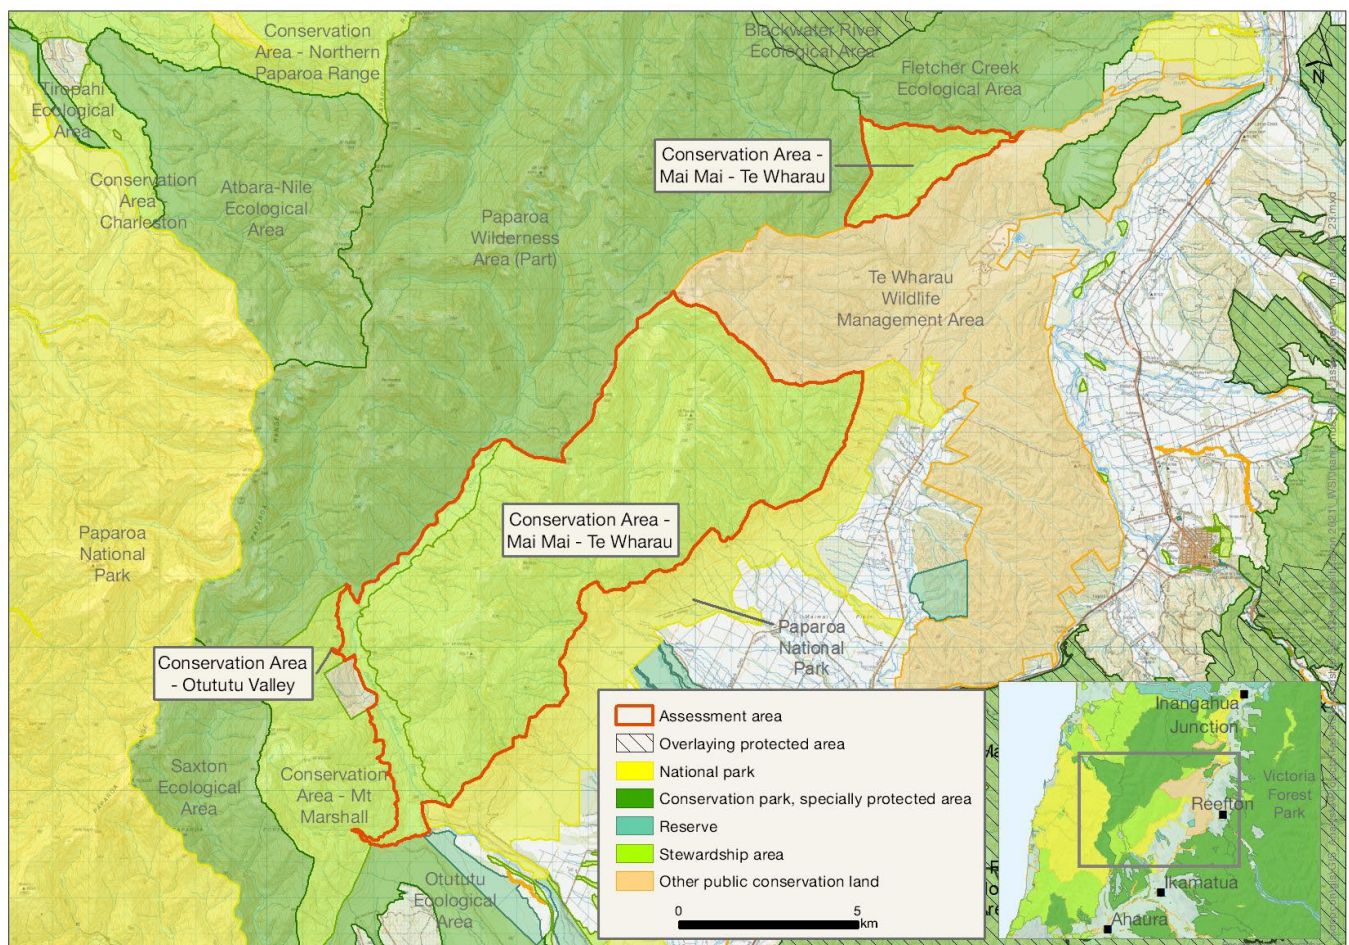 Conservation
Area - Northern
Paparoa Range
Blackwater River
Ecological Area
Fletcher Creek
Ecological Area
Tiropahi
Ecological
Area
N
Conservation Area -
Mai Mai - Te Wharau
Conservation
Area
Charleston
Atbara-Nile
Ecological
Area
Paparoa
Wilderness
Area (Part)
Te Wharau
Wildlife
Management Area
Conservation Area -
Mai Mai - Te Wharau
Paparoa
National
Park
Paparoa
National
Park
Conservation Area
- Otututu Valley
Saxton
Ecological
Area
Conservation
Area - Mt
Marshall
Otututu
Ecological
Area
Assessment area
Overlaying protected area
National park
Conservation park, specially protected area
Reserve
Stewardship area
Other public conservation land
0 5
km
Inangahua
Junction
Victoria
Forest
Park
Reefton
Ikamatua
Ahaura